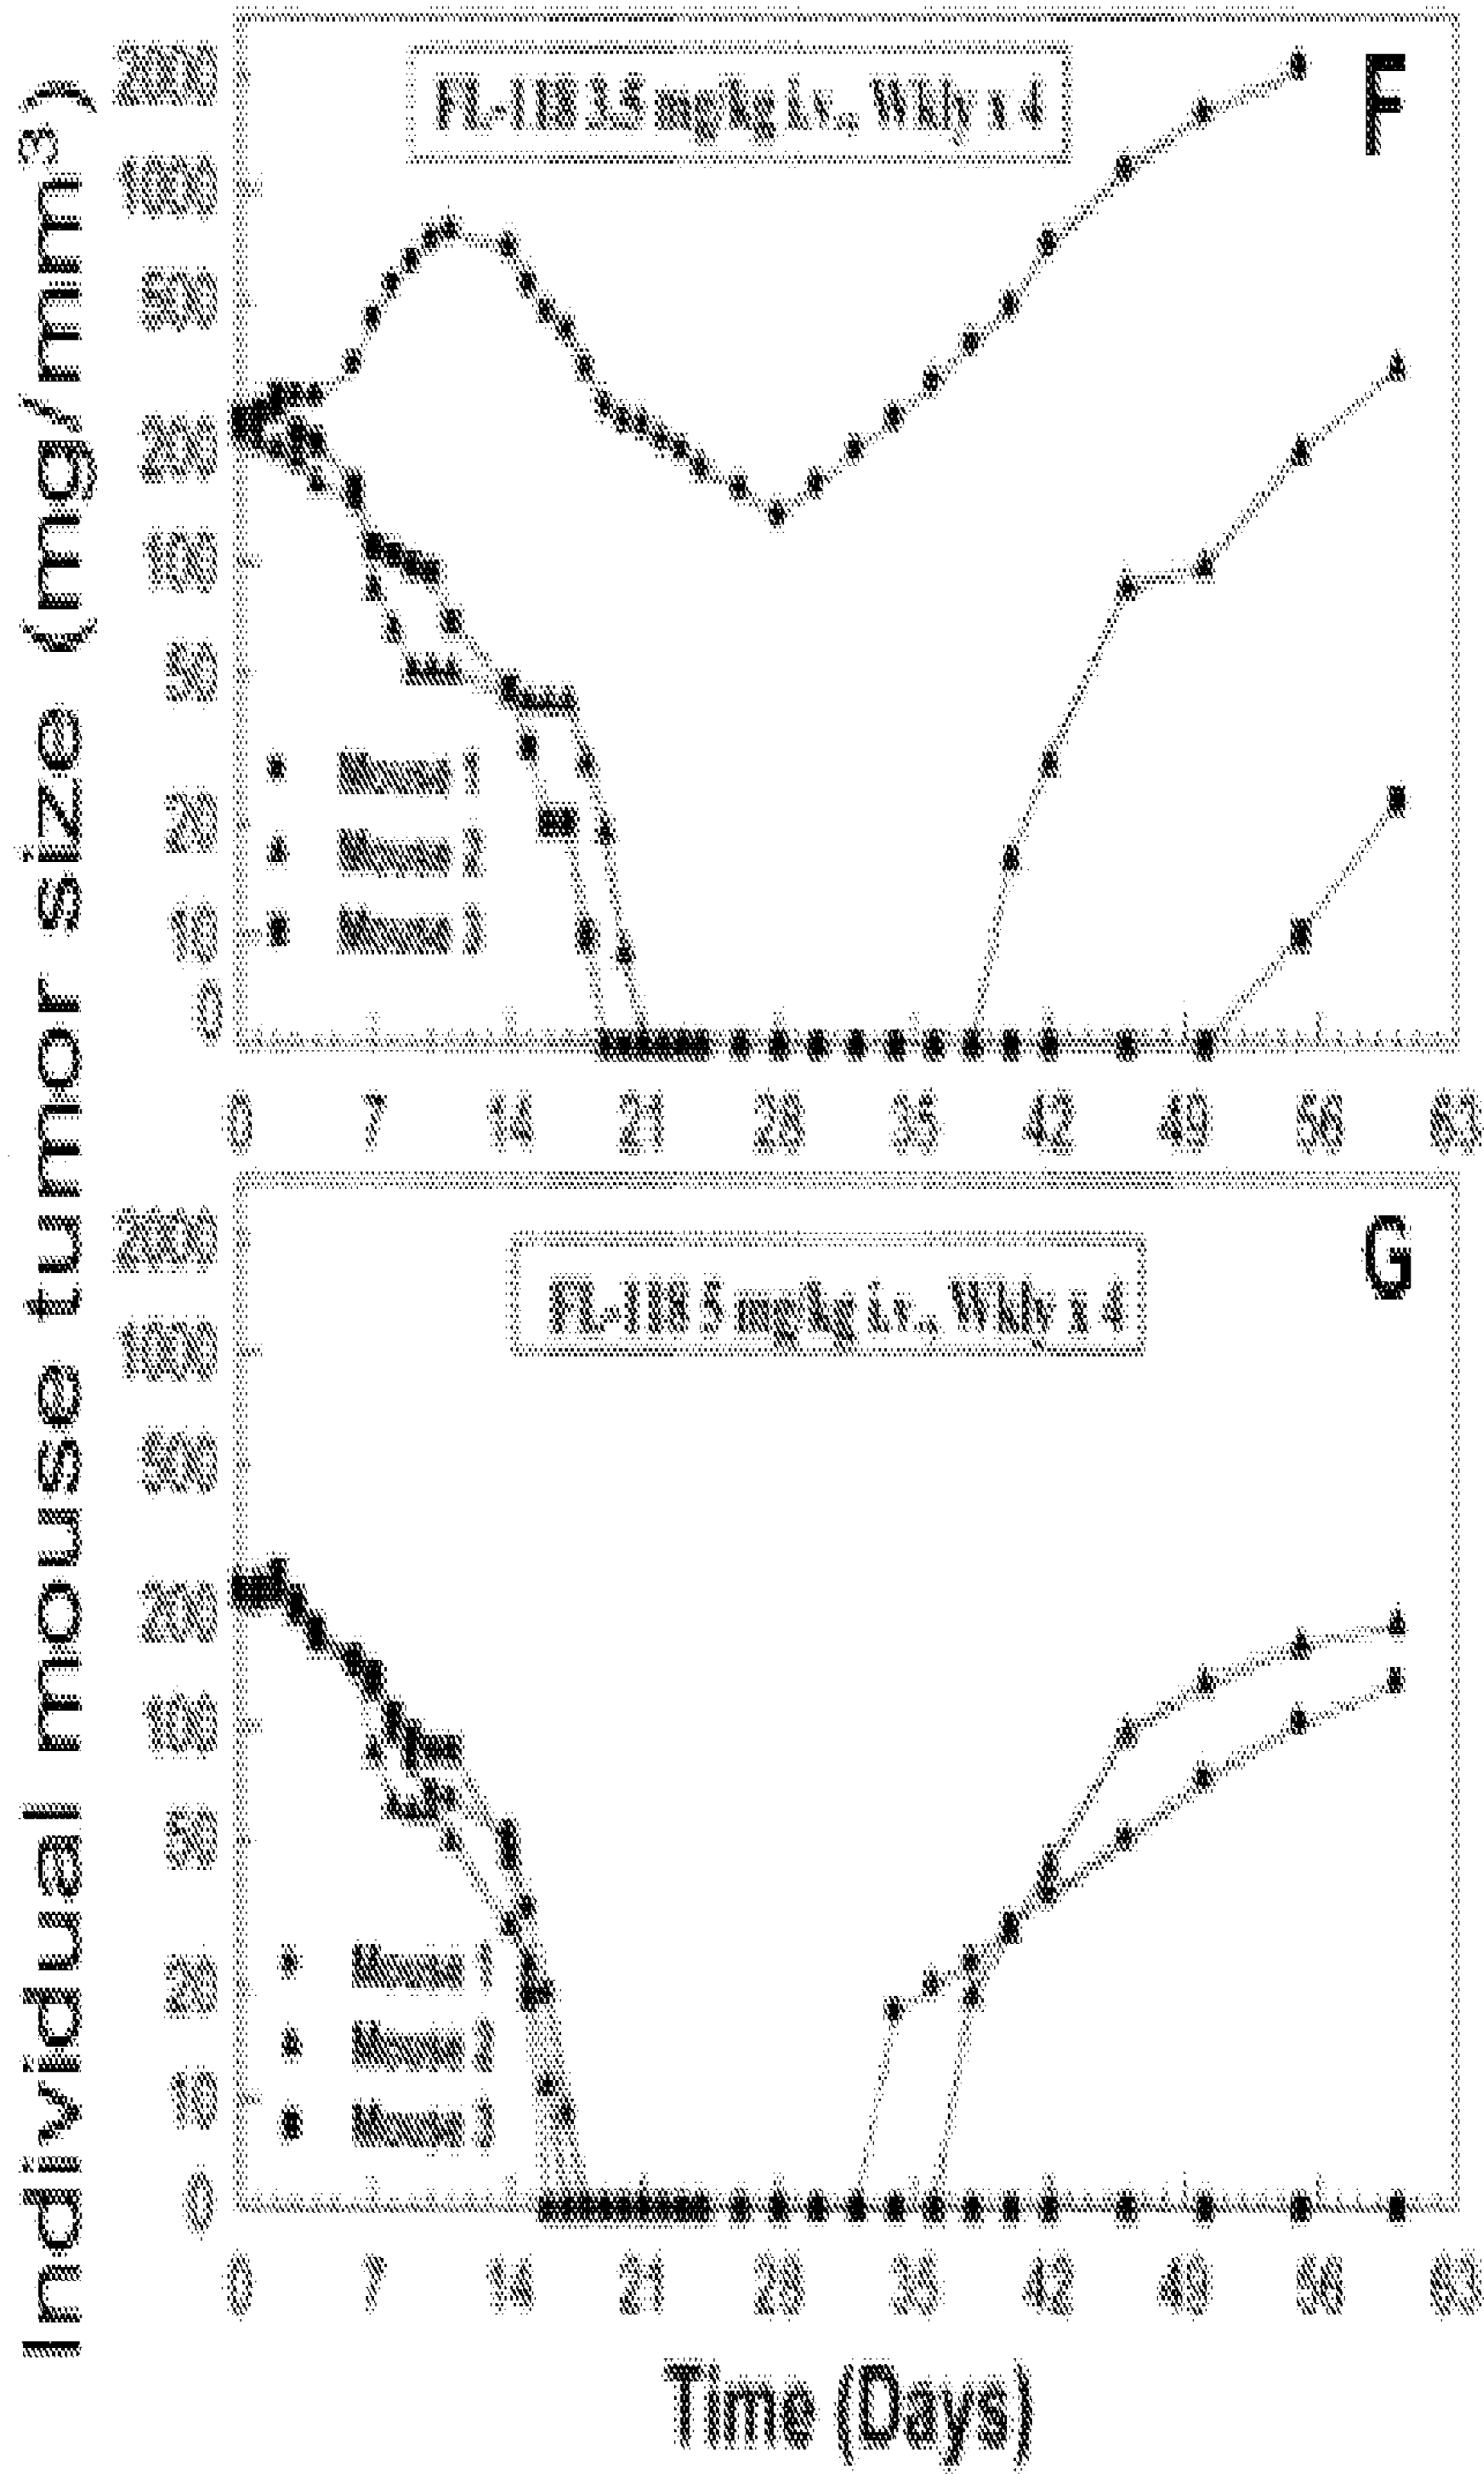 Individual mouse tumor size (mg/mm³)
F
FL-118 3.5 mg/kg i.v., Wkly x 4
2000
1000
500
200
100
50
20
10
0
Mouse 1
Mouse 2
Mouse 3
0 7 14 21 28 35 42 49 56 63
G
FL-118 5 mg/kg i.v., Wkly x 4
2000
1000
500
200
100
50
20
10
0
Mouse 1
Mouse 2
Mouse 3
0 7 14 21 28 35 42 49 56 63
Time (Days)